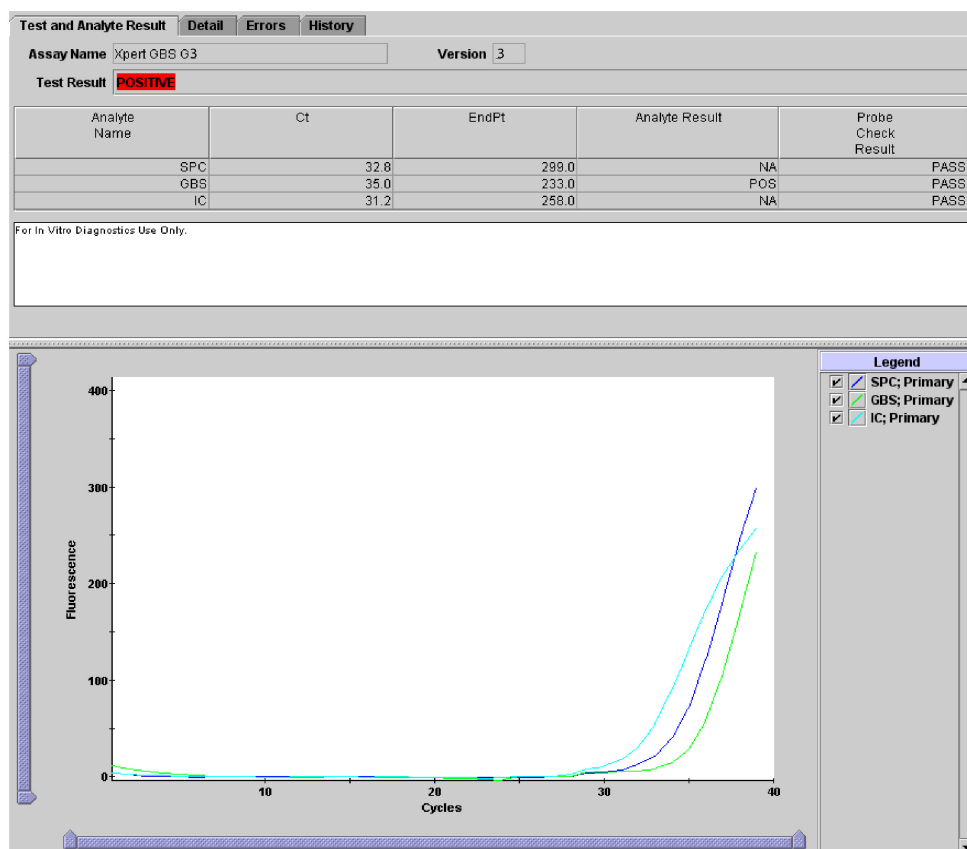 Test and Analyte Result Detail Errors History
Assay Name Xpert GBS G3 Version 3
Test Result POSITIVE
Analyte Name Ct EndPt Analyte Result Probe Check Result
SPC 32.8 299.0 NA PASS
GBS 35.0 233.0 POS PASS
IC 31.2 258.0 NA PASS
For In Vitro Diagnostics Use Only.
Legend
SPC; Primary
GBS; Primary
IC; Primary
Fluorescence
400
300
200
100
0
10 20 30 40
Cycles